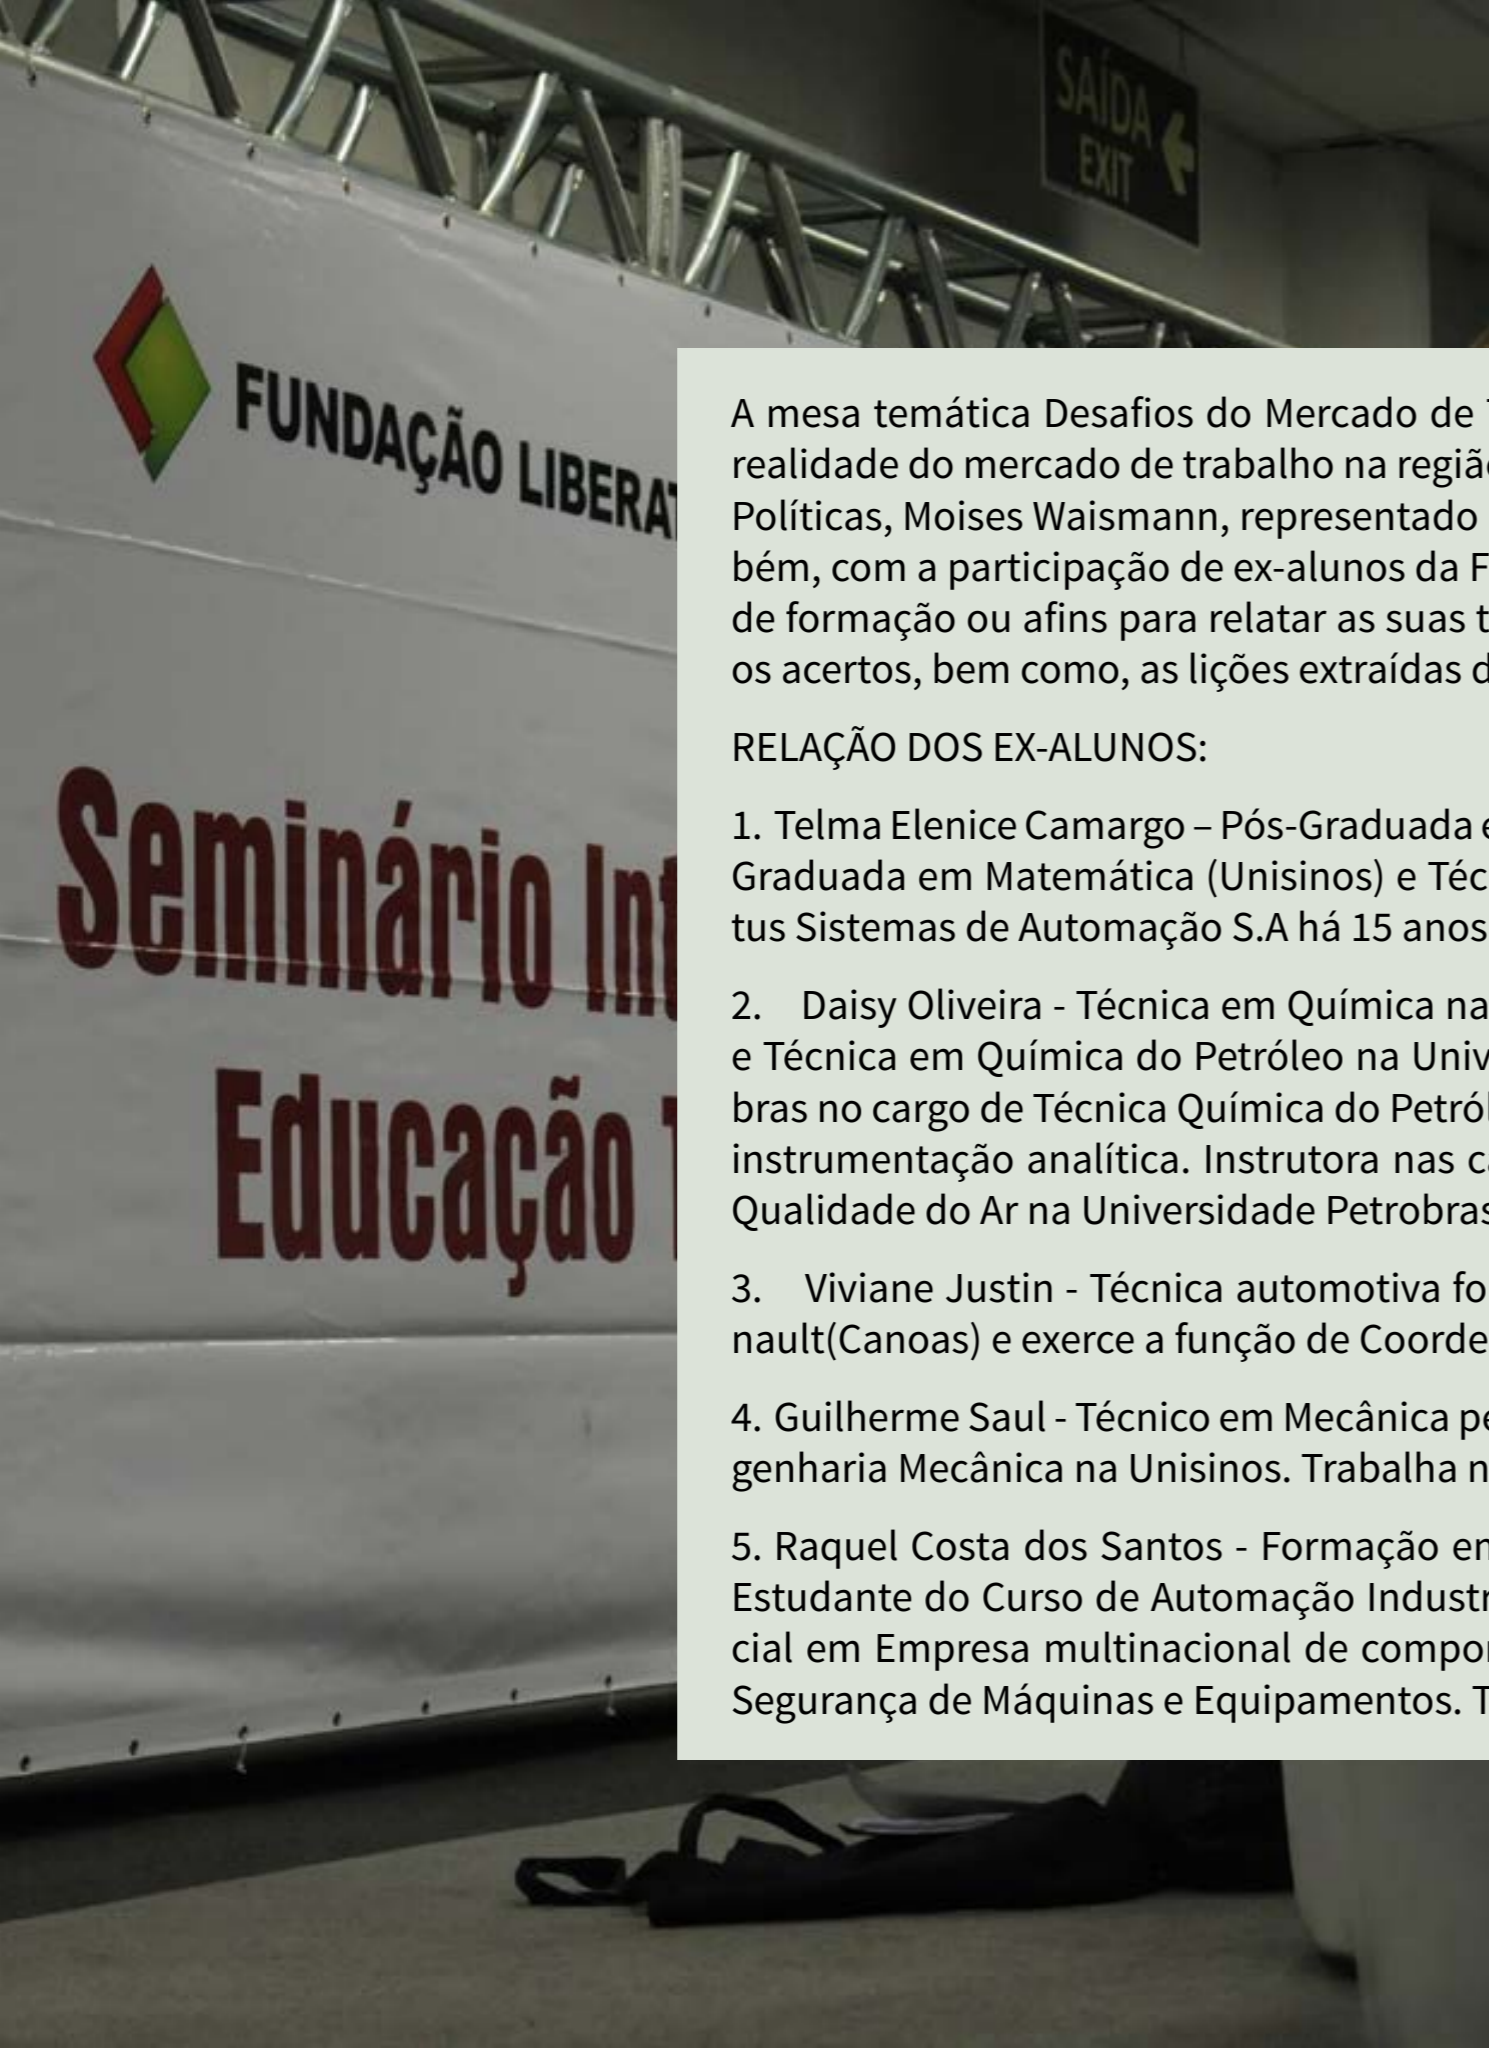 SAÍDA
EXIT
FUNDAÇÃO LIBERAT
Seminário Int
Educação T
A mesa temática Desafios do Mercado de T
realidade do mercado de trabalho na regiã
Políticas, Moises Waismann, representado
bém, com a participação de ex-alunos da F
de formação ou afins para relatar as suas t
os acertos, bem como, as lições extraídas d
RELAÇÃO DOS EX-ALUNOS:
1. Telma Elenice Camargo – Pós-Graduada e
Graduada em Matemática (Unisinos) e Téc
tus Sistemas de Automação S.A há 15 anos
2. Daisy Oliveira - Técnica em Química na
e Técnica em Química do Petróleo na Univ
bras no cargo de Técnica Química do Petról
instrumentação analítica. Instrutora nas ca
Qualidade do Ar na Universidade Petrobras
3. Viviane Justin - Técnica automotiva fo
nault(Canoas) e exerce a função de Coorde
4. Guilherme Saul - Técnico em Mecânica pe
genharia Mecânica na Unisinos. Trabalha n
5. Raquel Costa dos Santos - Formação en
Estudante do Curso de Automação Industr
cial em Empresa multinacional de compo
Segurança de Máquinas e Equipamentos. T